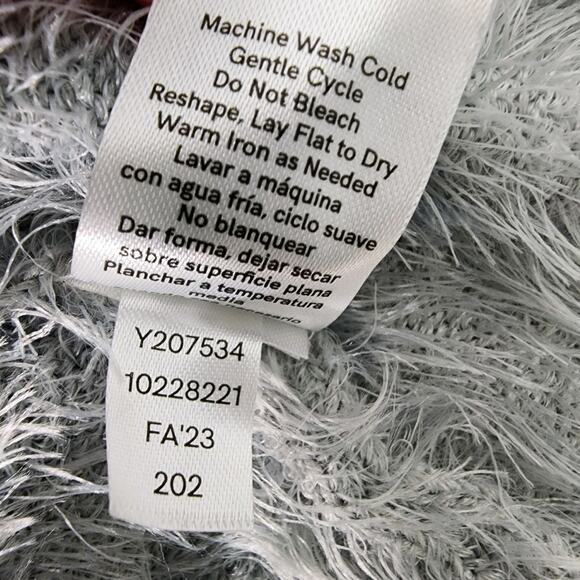 Machine Wash Cold
Gentle Cycle
Do Not Bleach
Reshape, Lay Flat to Dry
Warm Iron as Needed
Lavar a máquina
con agua fría, ciclo suave
No blanquear
Dar forma, dejar secar
sobre superficie plana
Planchar a temperatura
media
Y207534
10228221
FA'23
202